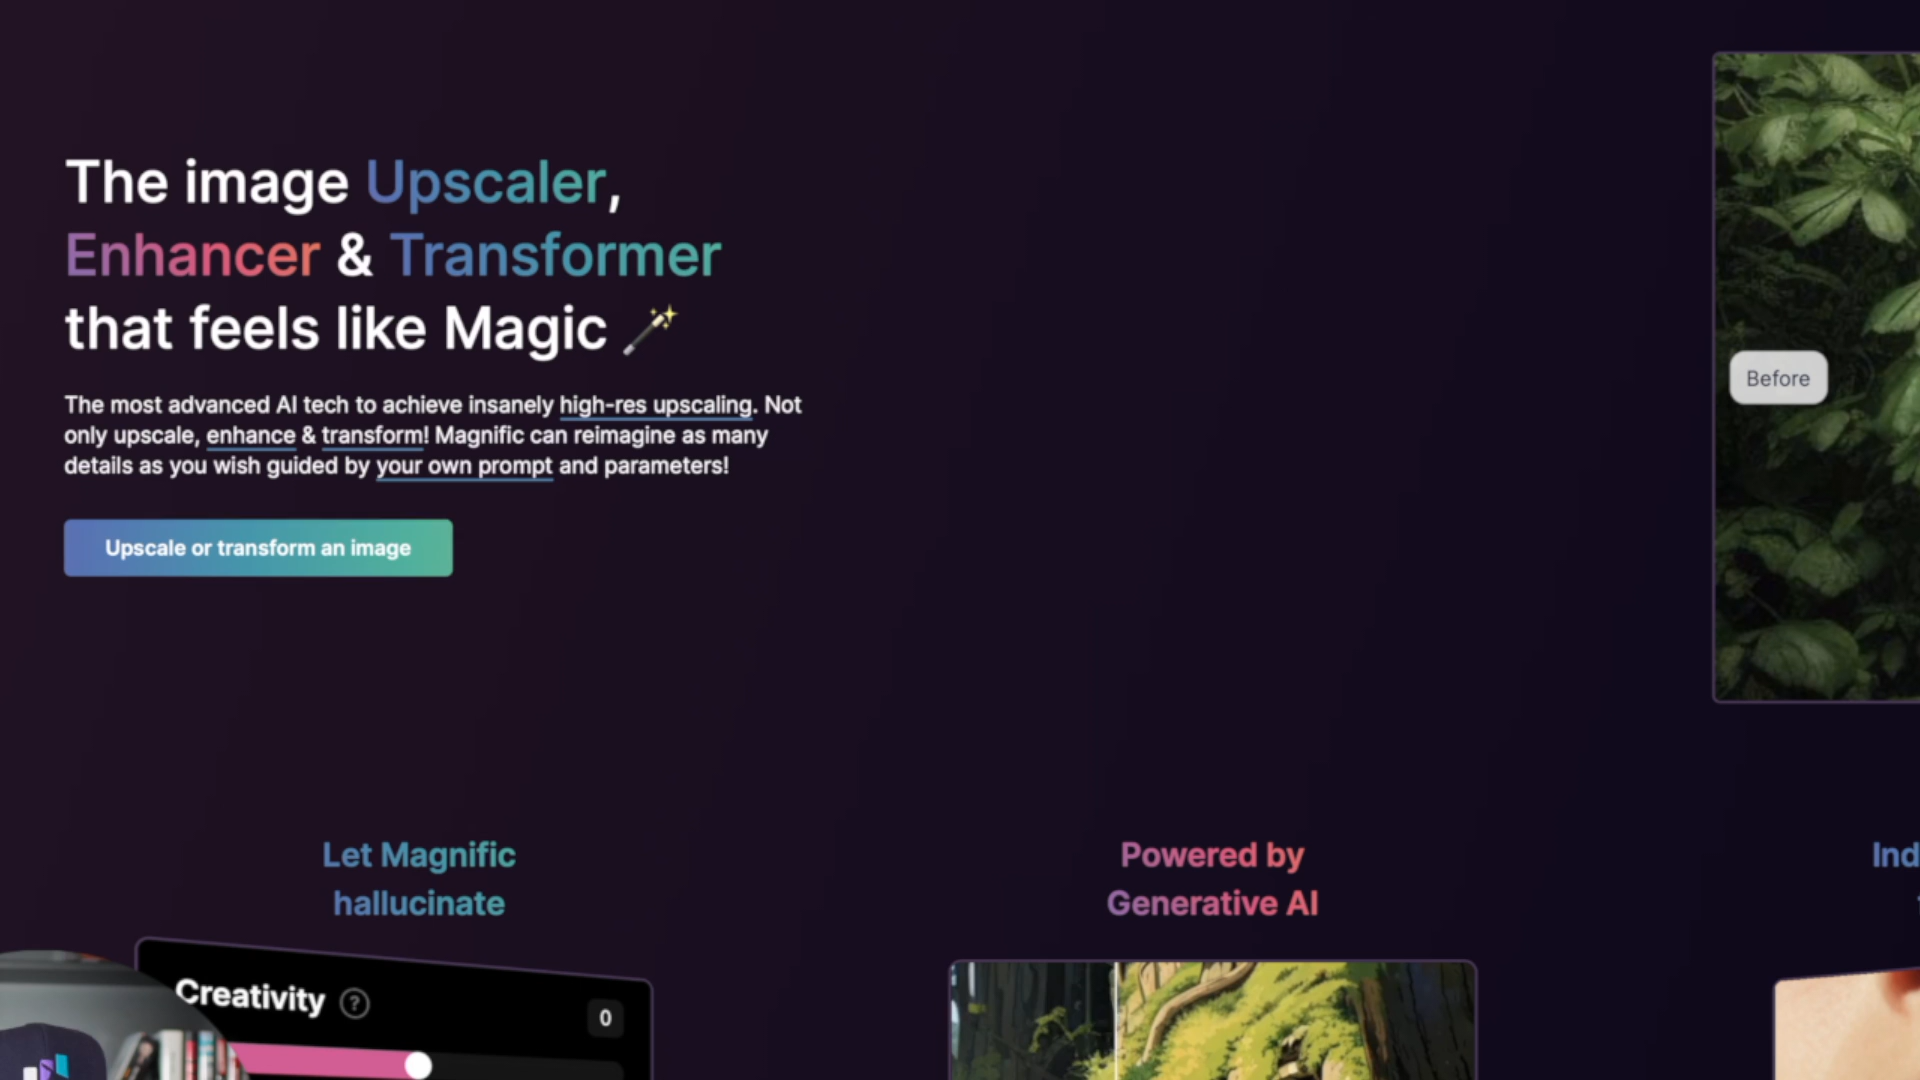 The image Upscaler,
Enhancer & Transformer
that feels like Magic
The most advanced AI tech to achieve insanely high-res upscaling. Not
only upscale, enhance & transform! Magnific can reimagine as many
details as you wish guided by your own prompt and parameters!
Upscale or transform an image
Before
Let Magnific
hallucinate
Powered by
Generative AI
Creativity ?
0